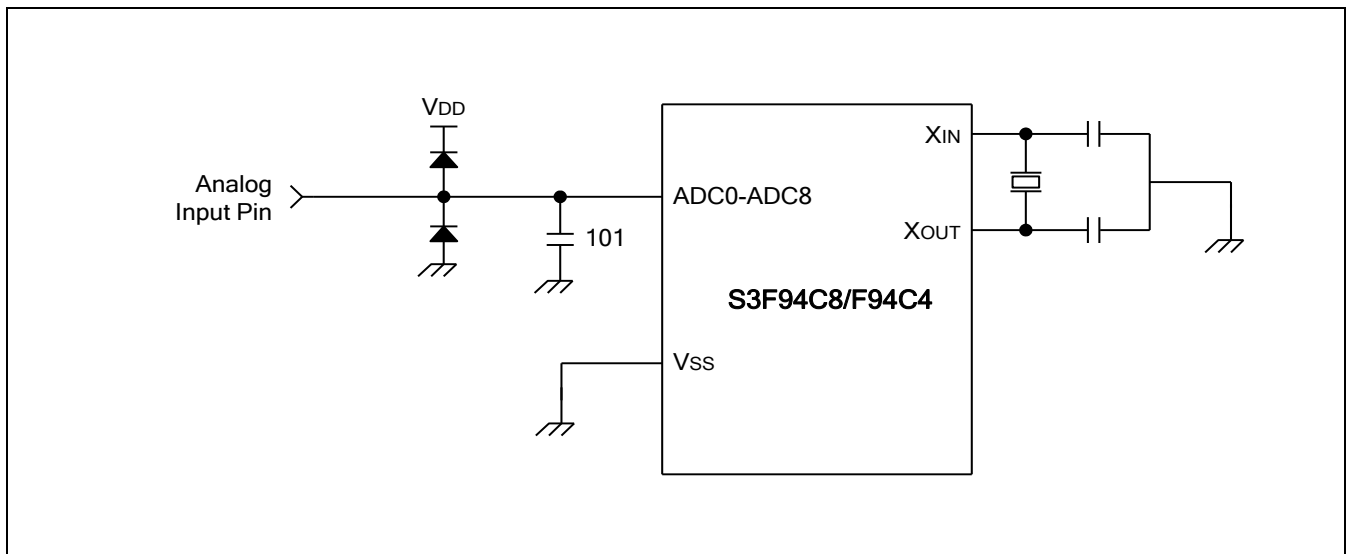 VDD
Analog
Input Pin
ADC0-ADC8
101
XIN
XOUT
S3F94C8/F94C4
VSS